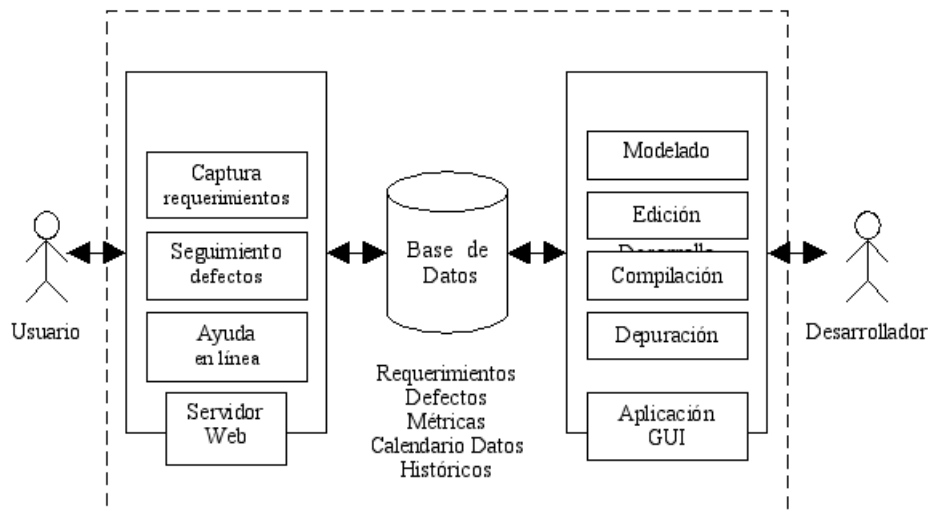 Captura
requerimientos
Seguimiento
defectos
Ayuda
en línea
Servidor
Web
Usuario
Base de
Datos
Requerimientos
Defectos
Métricas
Calendario Datos
Históricos
Modelado
Edición
Compilación
Depuración
Aplicación
GUI
Desarrollador